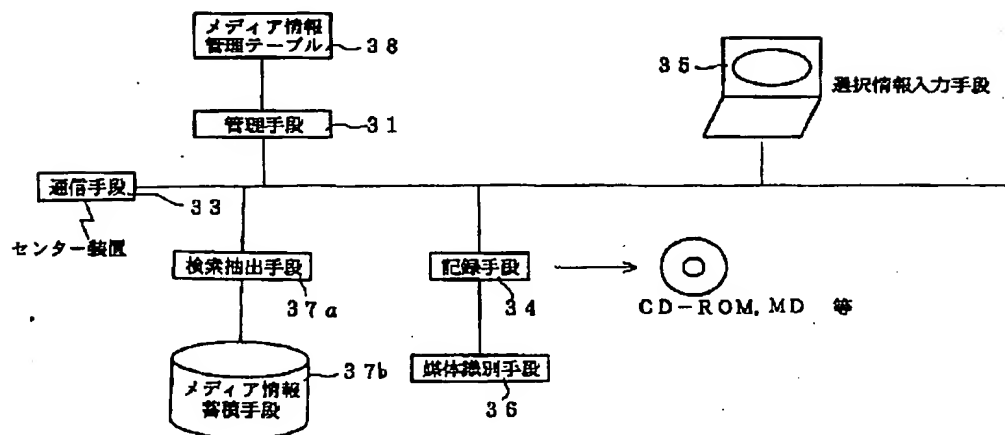 メディア情報
管理テーブル
38
35
選択情報入力手段
管理手段
31
通信手段
33
センター装置
検索抽出手段
37a
記録手段
34
CD-ROM, MD 等
メディア情報
蓄積手段
37b
媒体識別手段
36